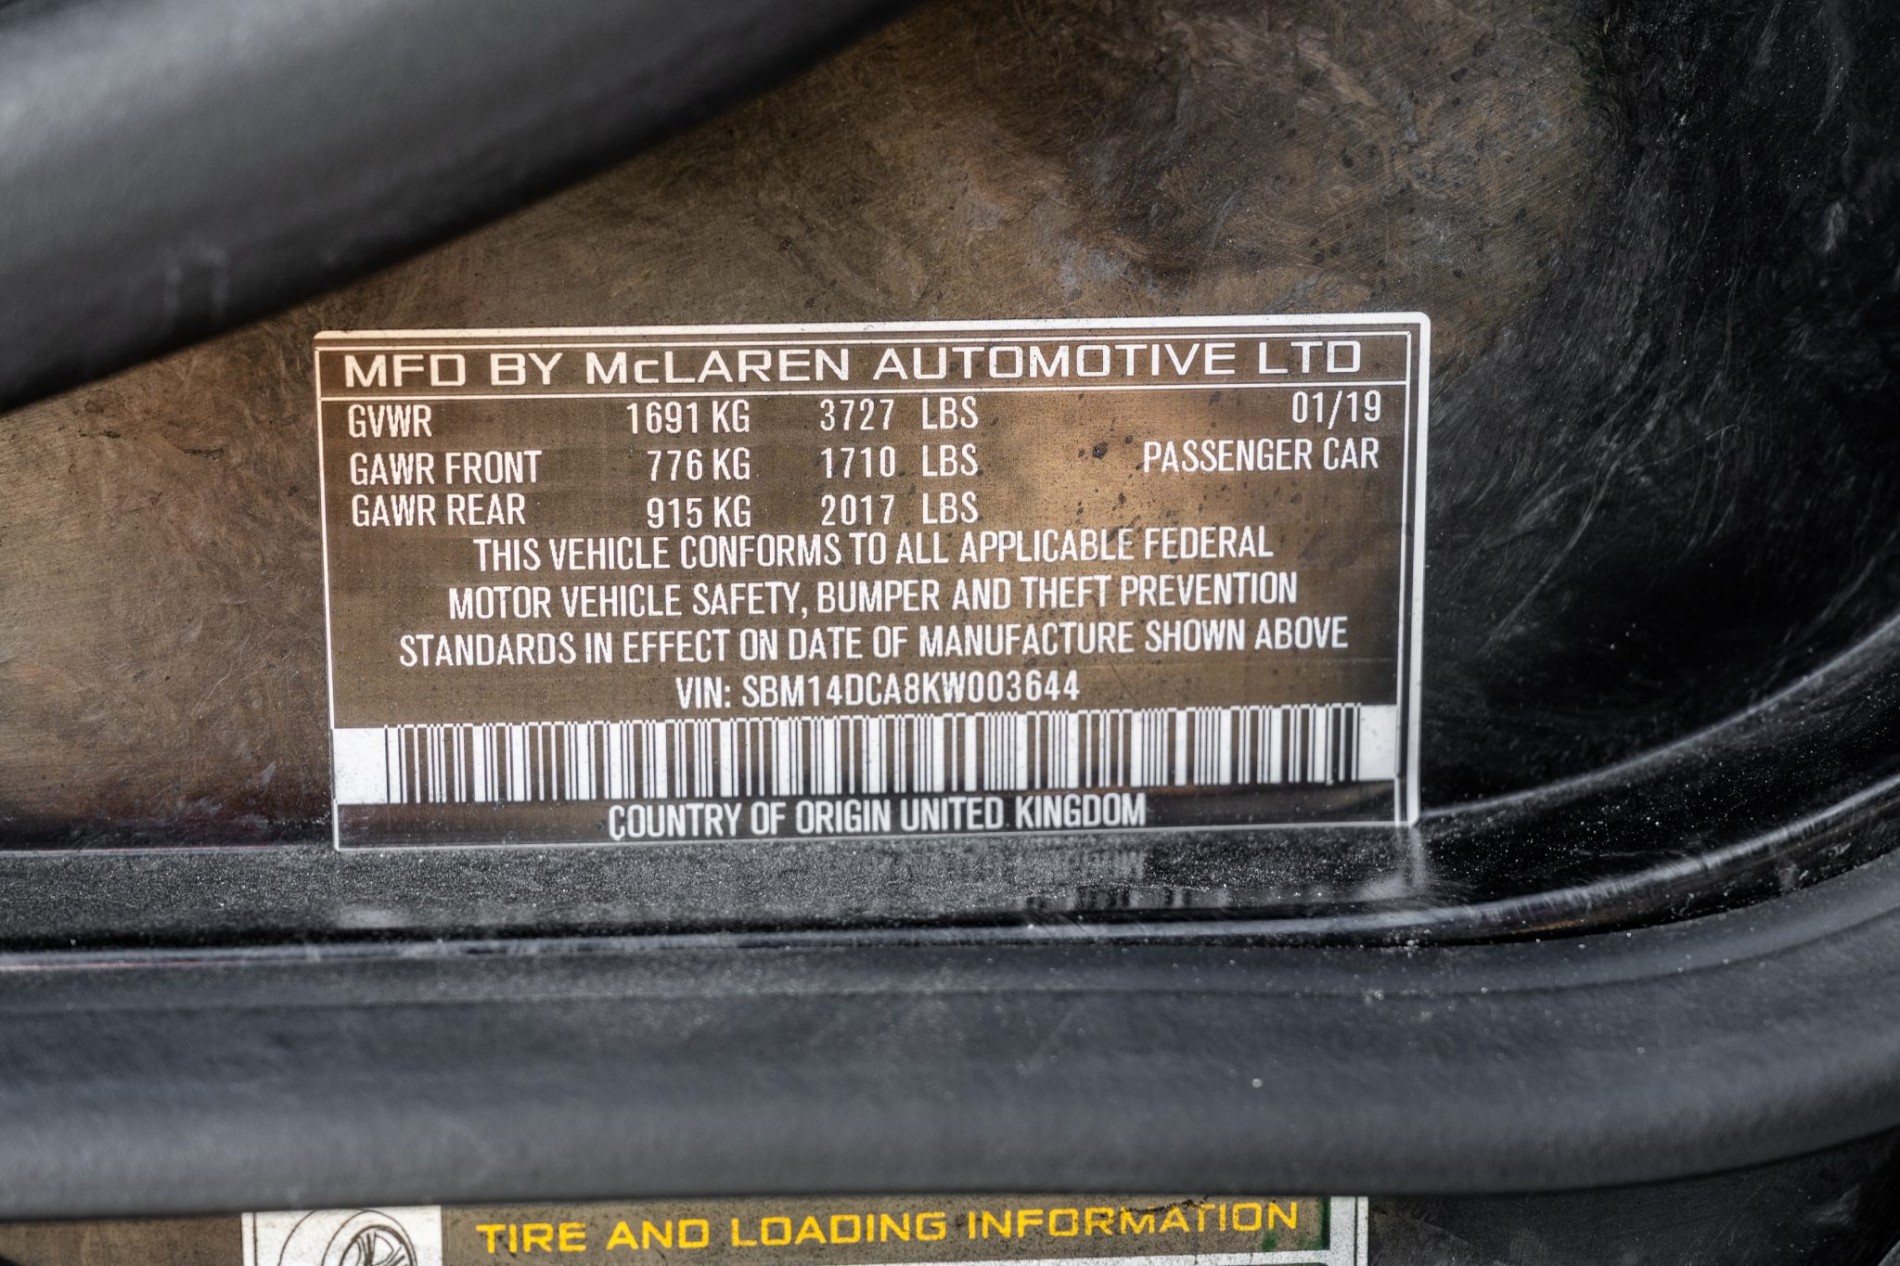 MFD BY McLAREN AUTOMOTIVE LTD
GVWR 1691 KG 3727 LBS 01/19
GAWR FRONT 776 KG 1710 LBS PASSENGER CAR
GAWR REAR 915 KG 2017 LBS
THIS VEHICLE CONFORMS TO ALL APPLICABLE FEDERAL
MOTOR VEHICLE SAFETY, BUMPER AND THEFT PREVENTION
STANDARDS IN EFFECT ON DATE OF MANUFACTURE SHOWN ABOVE
VIN: SBM14DCA8KW003644
COUNTRY OF ORIGIN UNITED KINGDOM
TIRE AND LOADING INFORMATION